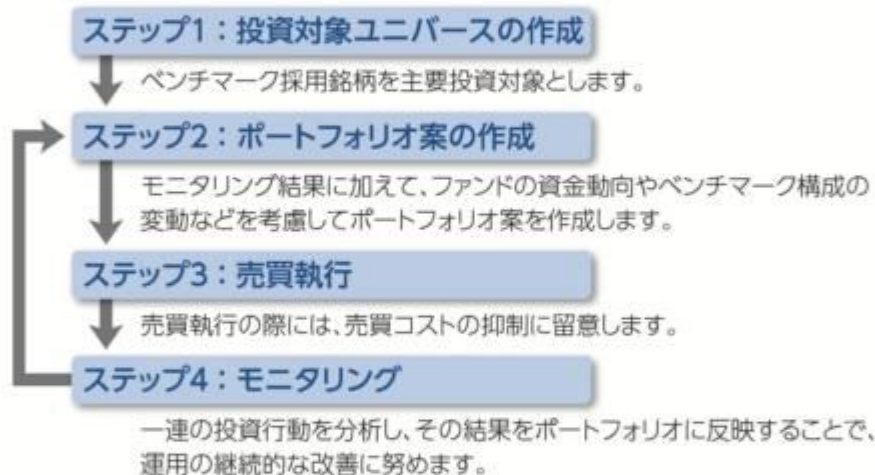 ステップ1：投資対象ユニバースの作成
ベンチマーク採用銘柄を主要投資対象とします。
ステップ2：ポートフォリオ案の作成
モニタリング結果に加えて、ファンドの資金動向やベンチマーク構成の
変動などを考慮してポートフォリオ案を作成します。
ステップ3：売買執行
売買執行の際には、売買コストの抑制に留意します。
ステップ4：モニタリング
一連の投資行動を分析し、その結果をポートフォリオに反映することで、
運用の継続的な改善に努めます。